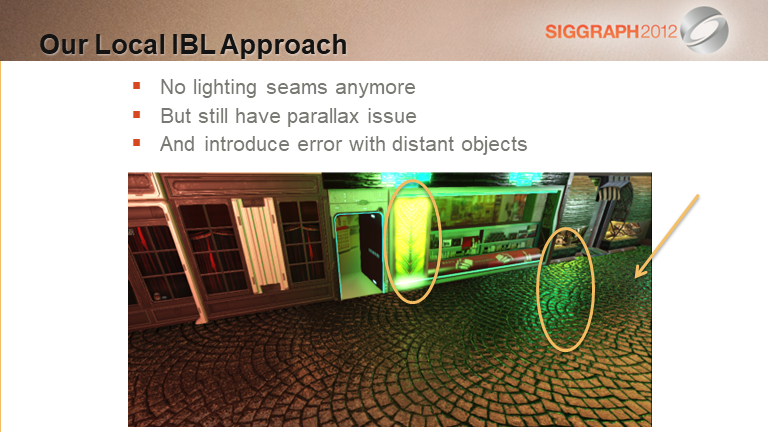 Our Local IBL Approach
SIGGRAPH2012
No lighting seams anymore
But still have parallax issue
And introduce error with distant objects